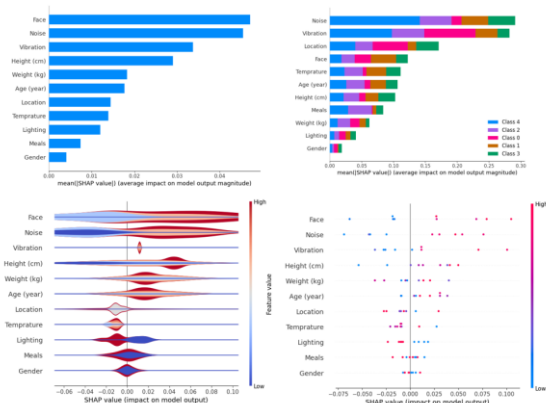 Face
Noise
Vibration
Height (cm)
Weight (kg)
Age (year)
Location
Temprature
Lighting
Meals
Gender
0.00 0.01 0.02 0.03 0.04
mean(|SHAP value|) (average impact on model output magnitude)
Noise
Vibration
Location
Face
Temprature
Age (year)
Height (cm)
Meals
Weight (kg)
Lighting
Gender
Class 4
Class 2
Class 0
Class 1
Class 3
0.00 0.05 0.10 0.15 0.20 0.25 0.30
mean(|SHAP value|) (average impact on model output magnitude)
Face
Noise
Vibration
Height (cm)
Weight (kg)
Age (year)
Location
Temprature
Lighting
Meals
Gender
−0.06 −0.04 −0.02 0.00 0.02 0.04 0.06 0.08 0.10
SHAP value (impact on model output)
High
Feature value
Low
Face
Noise
Vibration
Height (cm)
Weight (kg)
Age (year)
Location
Temprature
Lighting
Meals
Gender
−0.075 −0.050 −0.025 0.000 0.025 0.050 0.075 0.100
SHAP value (impact on model output)
High
Low